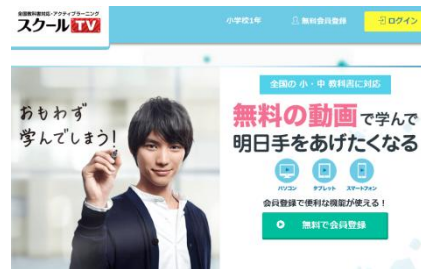 全国教科書対応・アクティブラーニング
スクールTV
小学校1年
無料会員登録
ログイン
おもわず
学んでしまう!
全国の 小・中 教科書に対応
無料の動画で学んで
明日手をあげたくなる
パソコン
タブレット
スマートフォン
会員登録で便利な機能が使える!
無料で会員登録